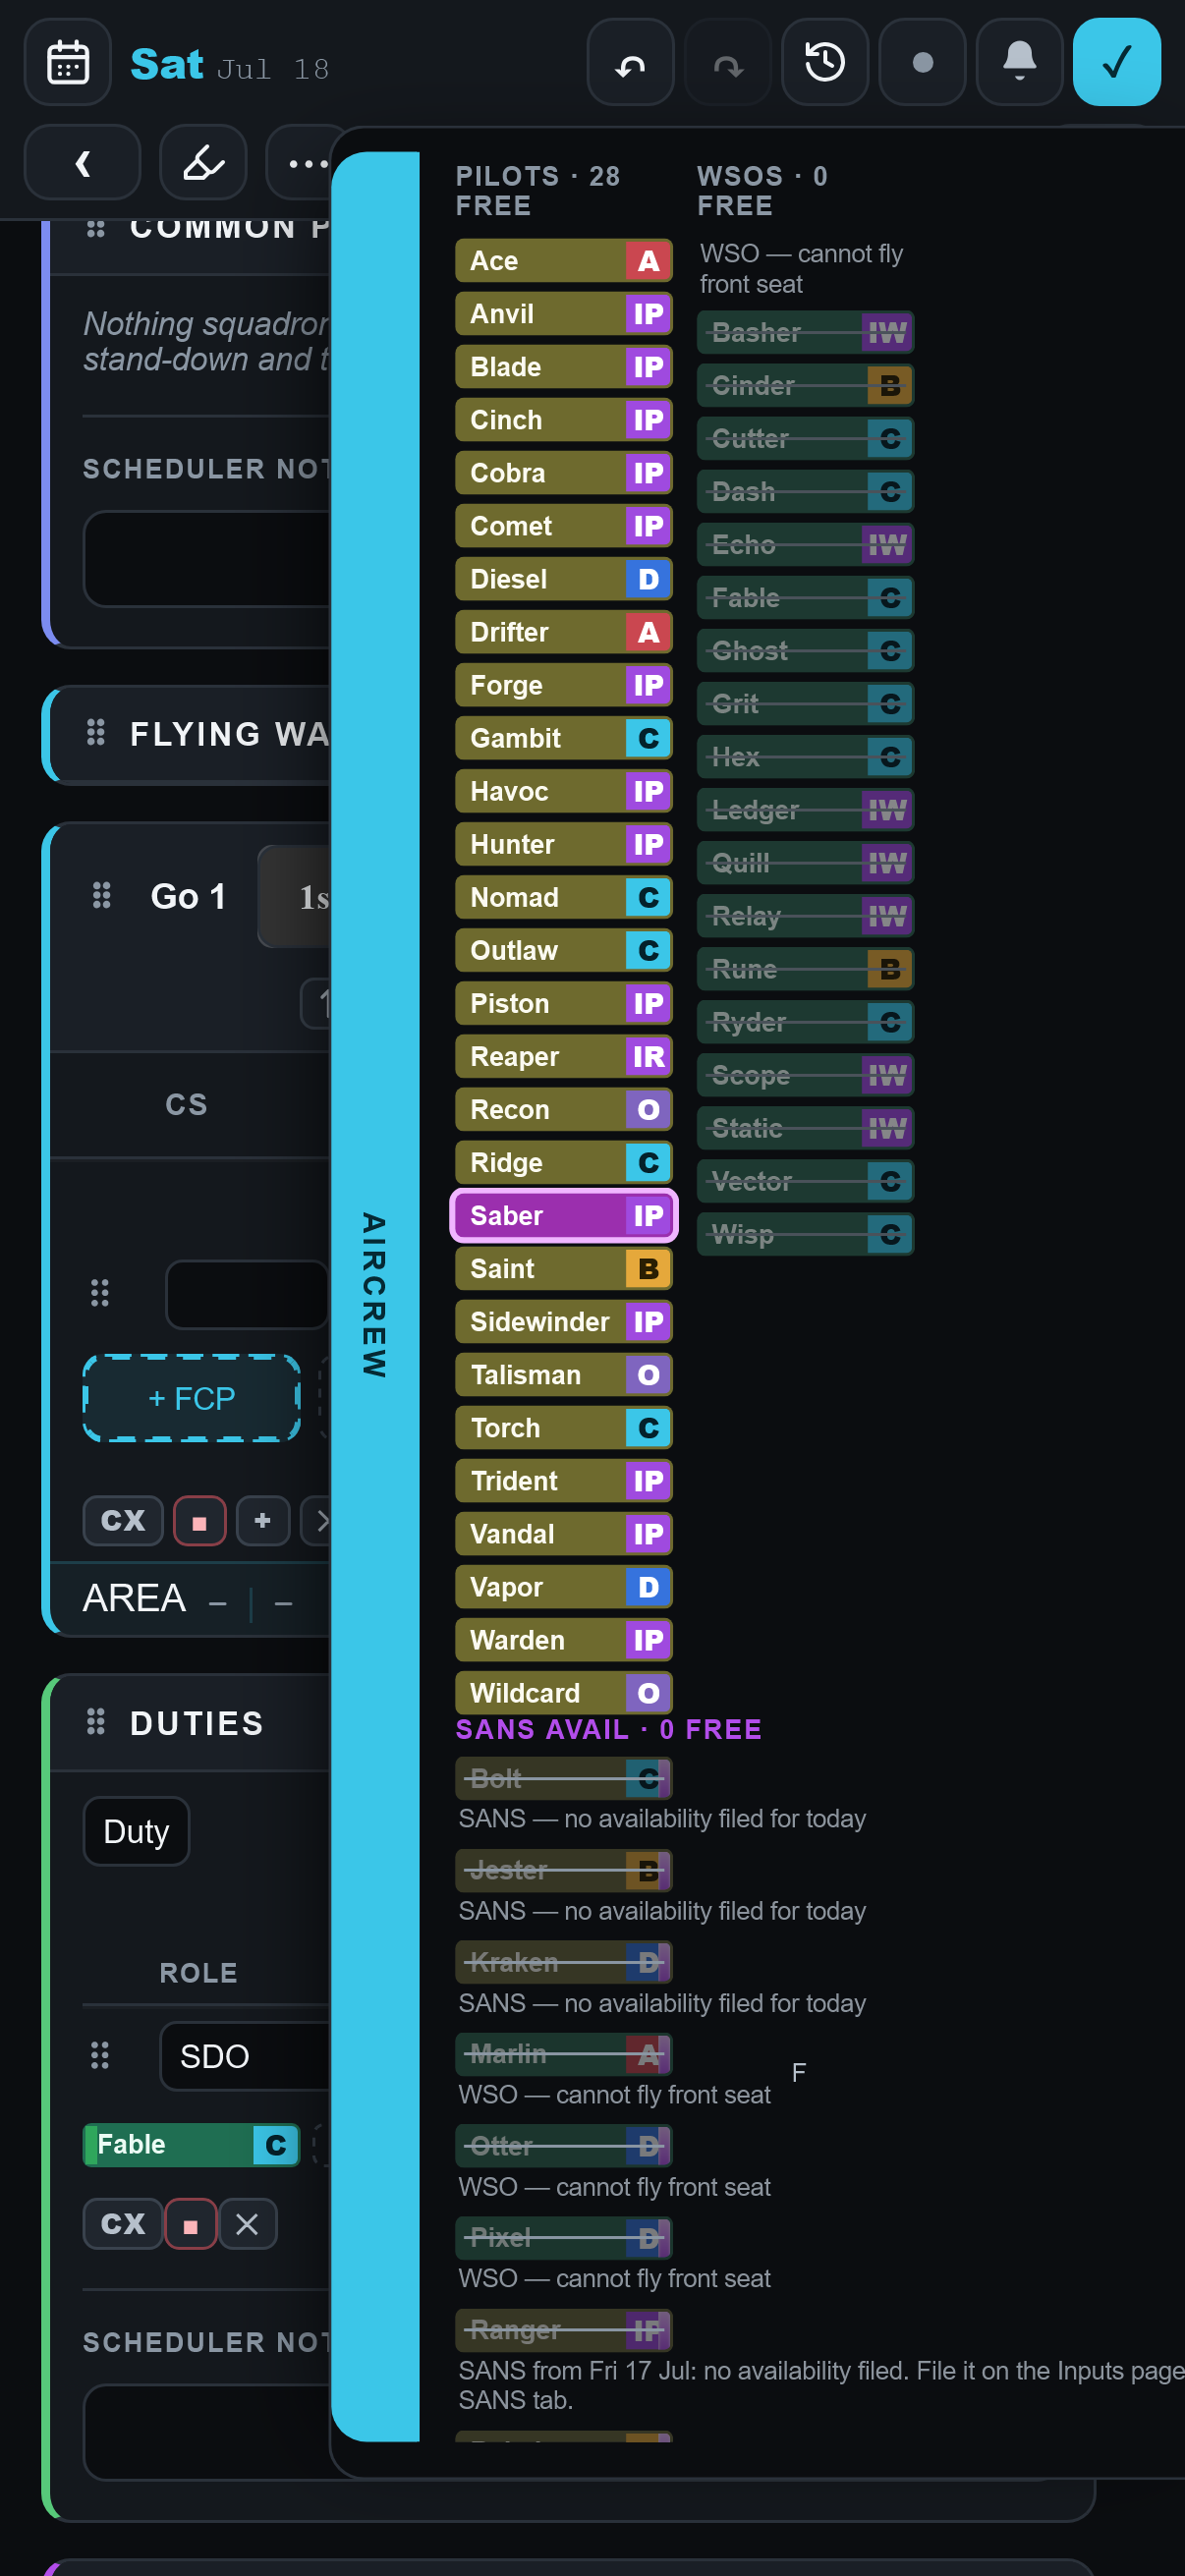 Sat Jul 18
COMMON P
Nothing squadror
stand-down and t
SCHEDULER NOT
FLYING WA
Go 1 1s
CS
+ FCP
CX +
AREA – | –
DUTIES
Duty
ROLE
SDO
Fable C
CX
SCHEDULER NOT
AIRCREW
PILOTS · 28
FREE
Ace A
Anvil IP
Blade IP
Cinch IP
Cobra IP
Comet IP
Diesel D
Drifter A
Forge IP
Gambit C
Havoc IP
Hunter IP
Nomad C
Outlaw C
Piston IP
Reaper IR
Recon O
Ridge C
Saber IP
Saint B
Sidewinder IP
Talisman O
Torch C
Trident IP
Vandal IP
Vapor D
Warden IP
Wildcard O
WSOS · 0
FREE
WSO — cannot fly
front seat
Basher IW
Cinder B
Cutter C
Dash C
Echo IW
Fable C
Ghost C
Grit C
Hex C
Ledger IW
Quill IW
Relay IW
Rune B
Ryder C
Scope IW
Static IW
Vector C
Wisp C
SANS AVAIL · 0 FREE
Bolt C
SANS — no availability filed for today
Jester B
SANS — no availability filed for today
Kraken D
SANS — no availability filed for today
Marlin A
WSO — cannot fly front seat
F
Otter D
WSO — cannot fly front seat
Pixel D
WSO — cannot fly front seat
Ranger IP
SANS from Fri 17 Jul: no availability filed. File it on the Inputs page
SANS tab.